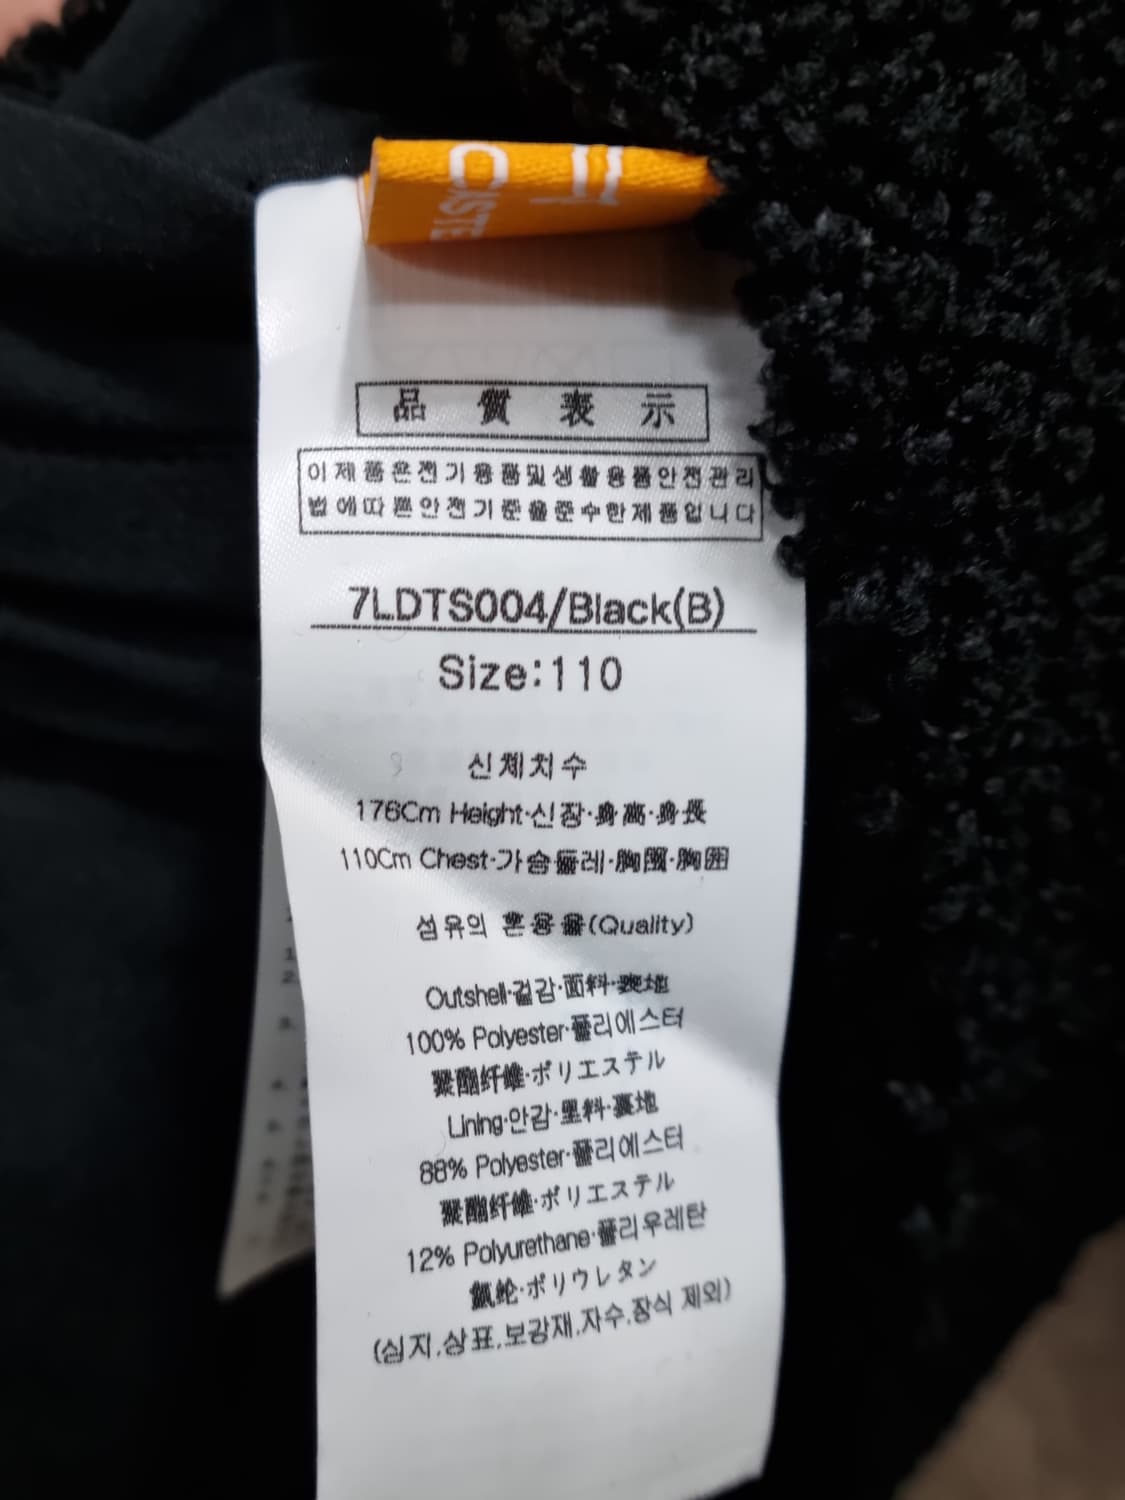 品質表示
이제품은전기용품및생활용품안전관리
법에따른안전기준을준수한제품입니다
7LDTS004/Black(B)
Size:110
신체치수
176Cm Height·신장·身高·身長
110Cm Chest·가슴둘레·胸围·胸囲
섬유의 혼용율(Quality)
Outshell·겉감·面料·表地
100% Polyester·폴리에스터
聚酯纤维·ポリエステル
Lining·안감·里料·裏地
88% Polyester·폴리에스터
聚酯纤维·ポリエステル
12% Polyurethane·폴리우레탄
氨纶·ポリウレタン
(심지.상표.보강재.자수.장식 제외)